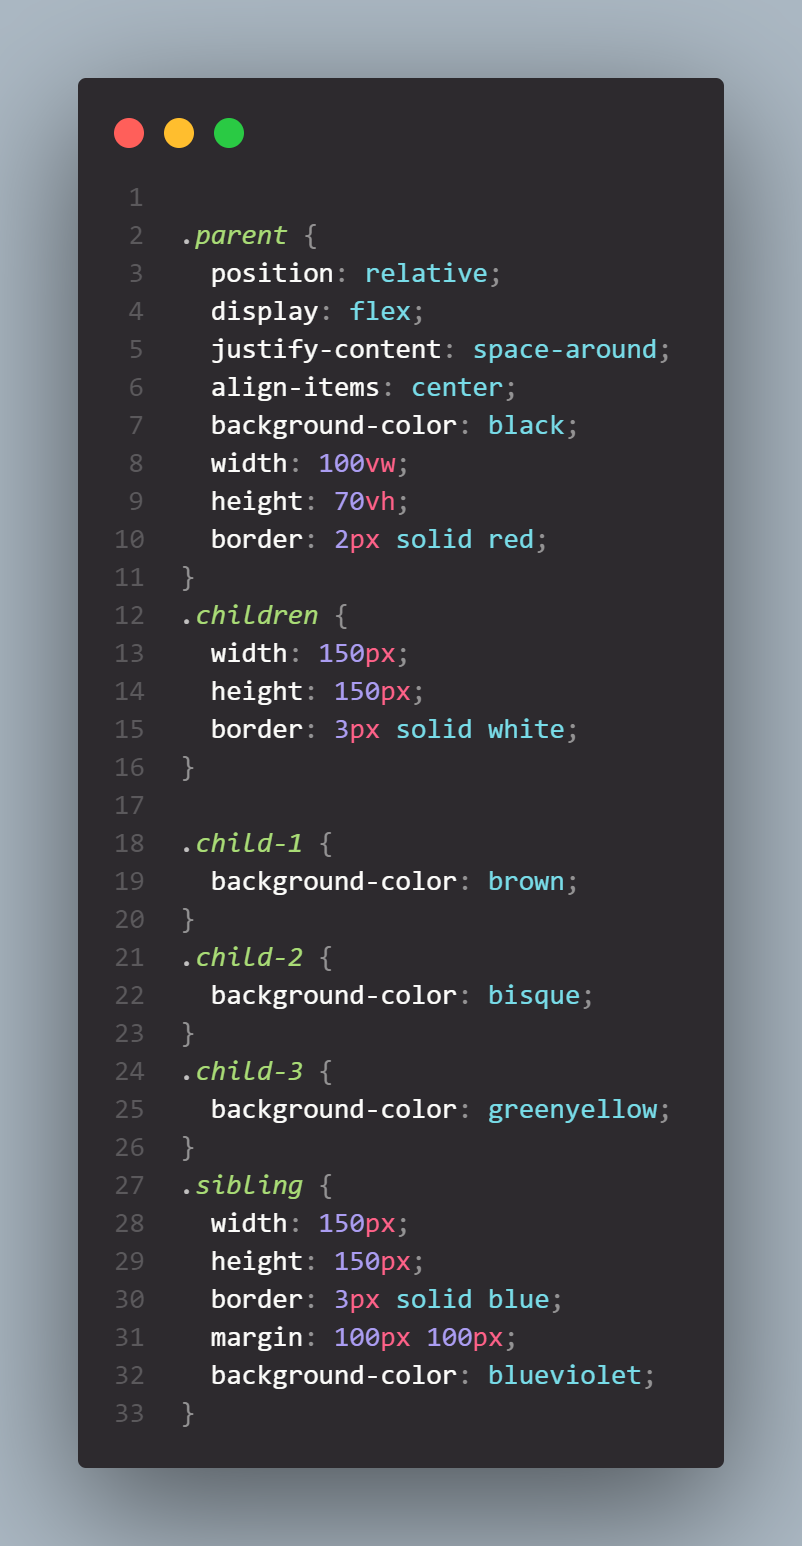 1
2 .parent {
3   position: relative;
4   display: flex;
5   justify-content: space-around;
6   align-items: center;
7   background-color: black;
8   width: 100vw;
9   height: 70vh;
10   border: 2px solid red;
11 }
12 .children {
13   width: 150px;
14   height: 150px;
15   border: 3px solid white;
16 }
17
18 .child-1 {
19   background-color: brown;
20 }
21 .child-2 {
22   background-color: bisque;
23 }
24 .child-3 {
25   background-color: greenyellow;
26 }
27 .sibling {
28   width: 150px;
29   height: 150px;
30   border: 3px solid blue;
31   margin: 100px 100px;
32   background-color: blueviolet;
33 }